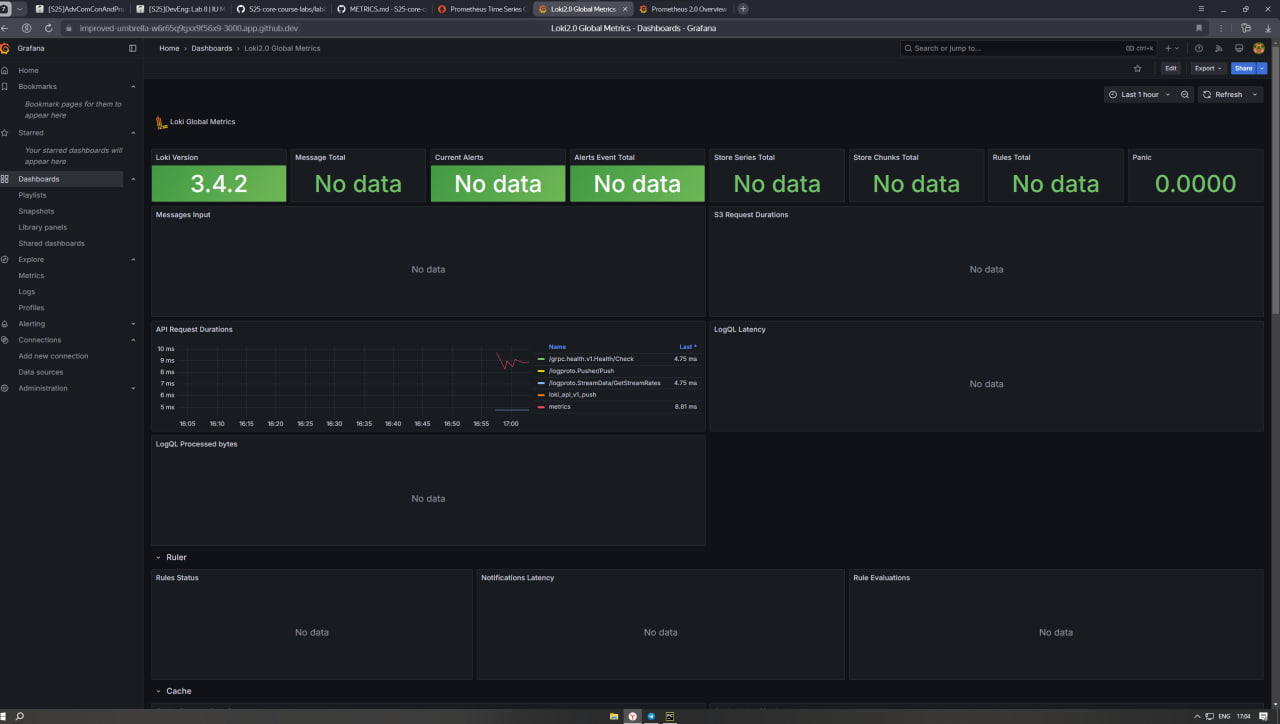 7
[S25]AdvComConAndPro
[S25]DevEng: Lab 8 | IU M
S25-core-course-labs/lab8
METRICS.md - S25-core-c
Prometheus Time Series C
Loki2.0 Global Metrics
Prometheus 2.0 Overview
improved-umbrella-w6r65q9gxx9f56x9-3000.app.github.dev
Loki2.0 Global Metrics - Dashboards - Grafana
Grafana
Home › Dashboards › Loki2.0 Global Metrics
Search or jump to...
ctrl+k
Edit
Export
Share
Home
Bookmarks
Bookmark pages for them to
appear here
Starred
Your starred dashboards will
appear here
Dashboards
Playlists
Snapshots
Library panels
Shared dashboards
Explore
Metrics
Logs
Profiles
Alerting
Connections
Add new connection
Data sources
Administration
Last 1 hour
Refresh
Loki Global Metrics
Loki Version
3.4.2
Message Total
No data
Current Alerts
No data
Alerts Event Total
No data
Store Series Total
No data
Store Chunks Total
No data
Rules Total
No data
Panic
0.0000
Messages Input
No data
S3 Request Durations
No data
API Request Durations
10 ms
9 ms
8 ms
7 ms
6 ms
5 ms
16:05 16:10 16:15 16:20 16:25 16:30 16:35 16:40 16:45 16:50 16:55 17:00
Name Last *
/grpc.health.v1.Health/Check 4.75 ms
/logproto.Pusher/Push
/logproto.StreamData/GetStreamRates 4.75 ms
loki_api_v1_push
metrics 8.81 ms
LogQL Latency
No data
LogQL Processed bytes
No data
Ruler
Rules Status
No data
Notifications Latency
No data
Rule Evaluations
No data
Cache
ENG 17:04